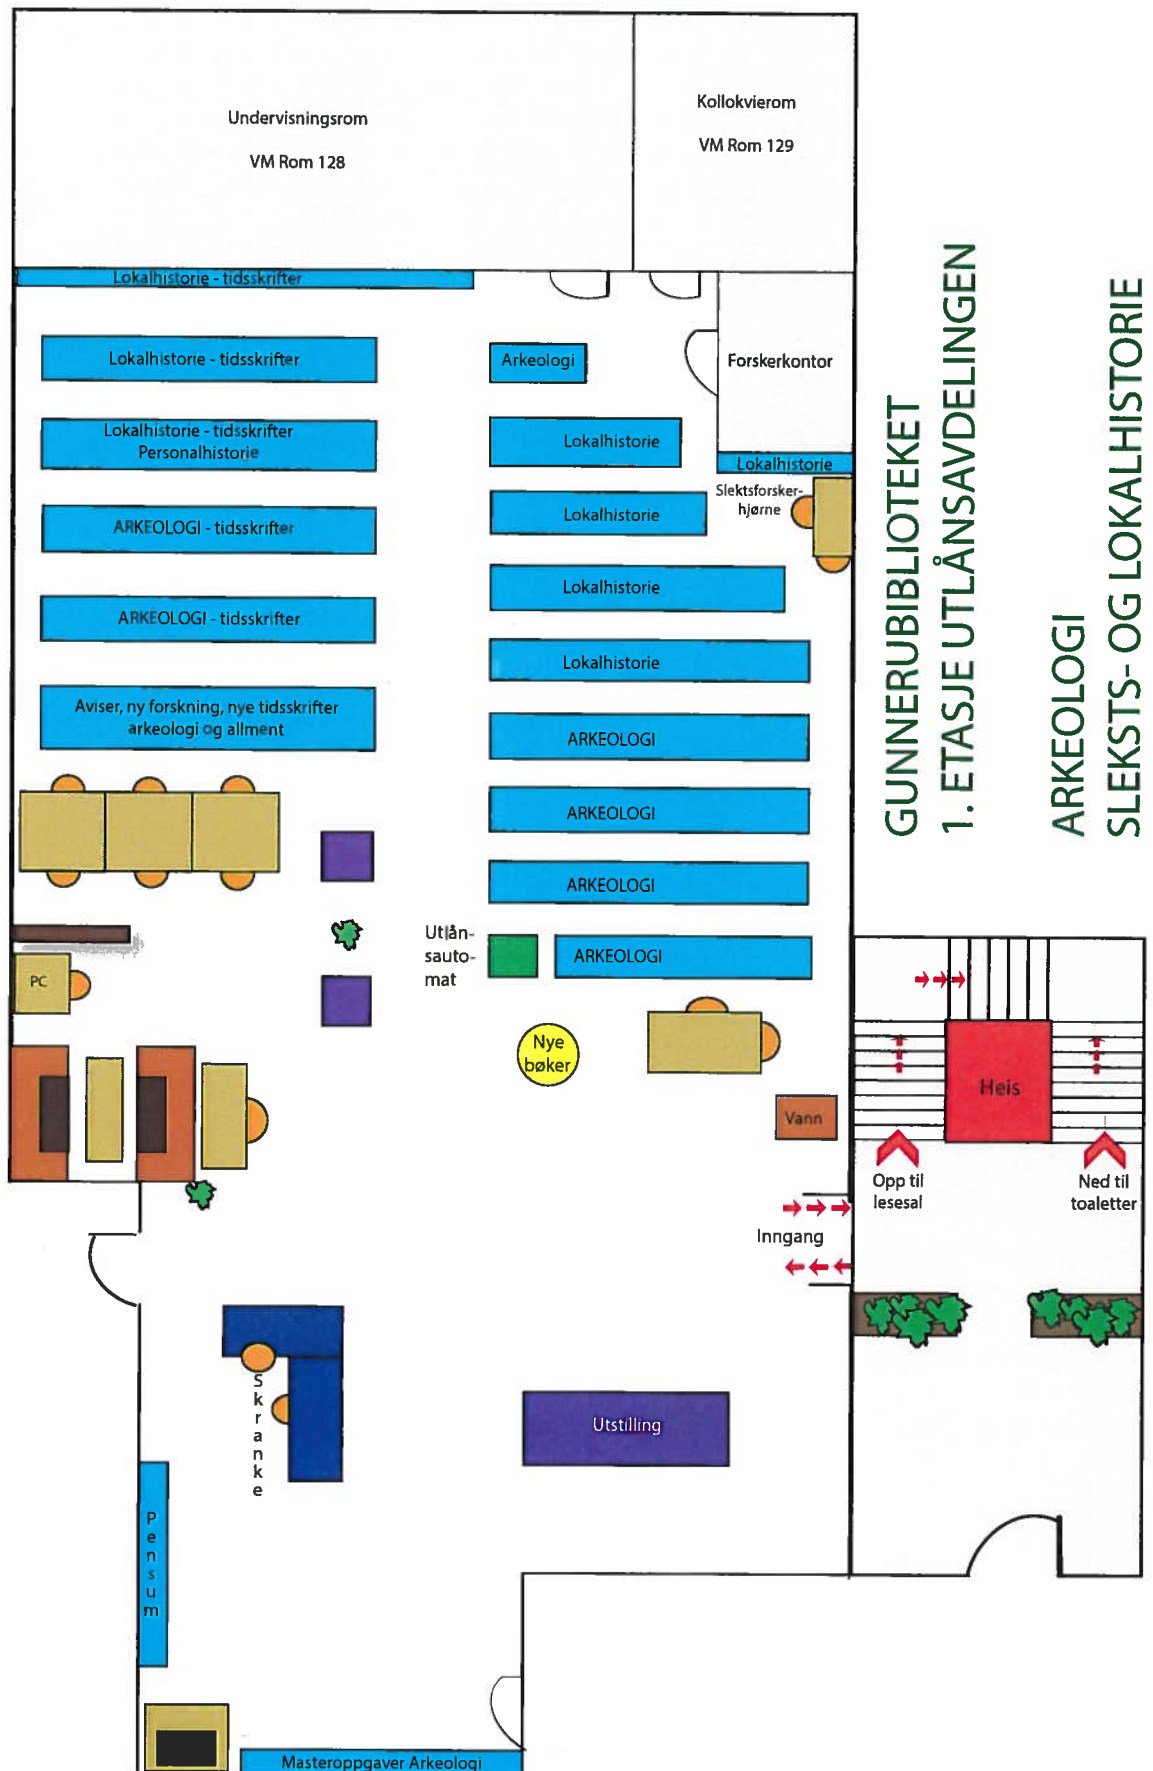 Undervisningsrom
VM Rom 128
Kollokvierom
VM Rom 129
Lokalhistorie - tidsskrifter
Lokalhistorie - tidsskrifter
Arkeologi
Forskerkontor
Lokalhistorie - tidsskrifter
Personalhistorie
Lokalhistorie
Lokalhistorie
Slektsforsker-
hjørne
ARKEOLOGI - tidsskrifter
Lokalhistorie
Lokalhistorie
ARKEOLOGI - tidsskrifter
Lokalhistorie
Aviser, ny forskning, nye tidsskrifter
arkeologi og allment
ARKEOLOGI
ARKEOLOGI
ARKEOLOGI
Utlån-
sauto-
mat
ARKEOLOGI
PC
Nye
bøker
Vann
Heis
Opp til
lesesal
Ned til
toaletter
Inngang
Skranke
Utstilling
Pensum
Masteroppgaver Arkeologi
GUNNERUBIBLIOTEKET
1. ETASJE UTLÅNSAVDELINGEN
ARKEOLOGI
SLEKSTS- OG LOKALHISTORIE